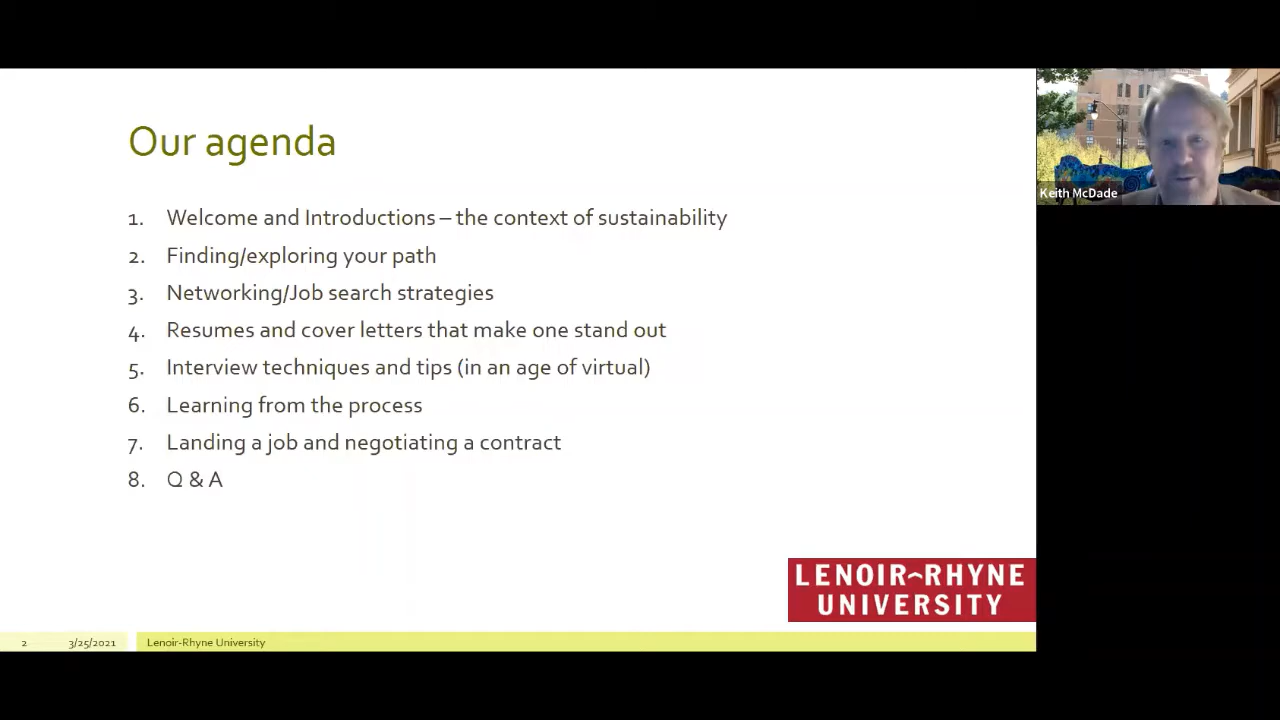 Our agenda
1. Welcome and Introductions – the context of sustainability
2. Finding/exploring your path
3. Networking/Job search strategies
4. Resumes and cover letters that make one stand out
5. Interview techniques and tips (in an age of virtual)
6. Learning from the process
7. Landing a job and negotiating a contract
8. Q & A
LENOIR-RHYNE
UNIVERSITY
2 3/25/2021 Lenoir-Rhyne University
Keith McDade